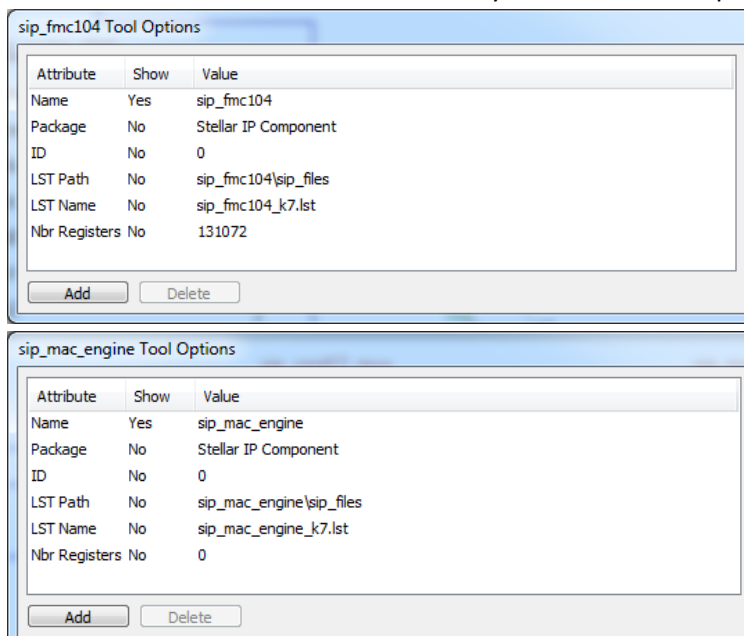 sip_fmc104 Tool Options
Attribute Show Value
Name Yes sip_fmc104
Package No Stellar IP Component
ID No 0
LST Path No sip_fmc104\sip_files
LST Name No sip_fmc104_k7.lst
Nbr Registers No 131072
Add Delete
sip_mac_engine Tool Options
Attribute Show Value
Name Yes sip_mac_engine
Package No Stellar IP Component
ID No 0
LST Path No sip_mac_engine\sip_files
LST Name No sip_mac_engine_k7.lst
Nbr Registers No 0
Add Delete